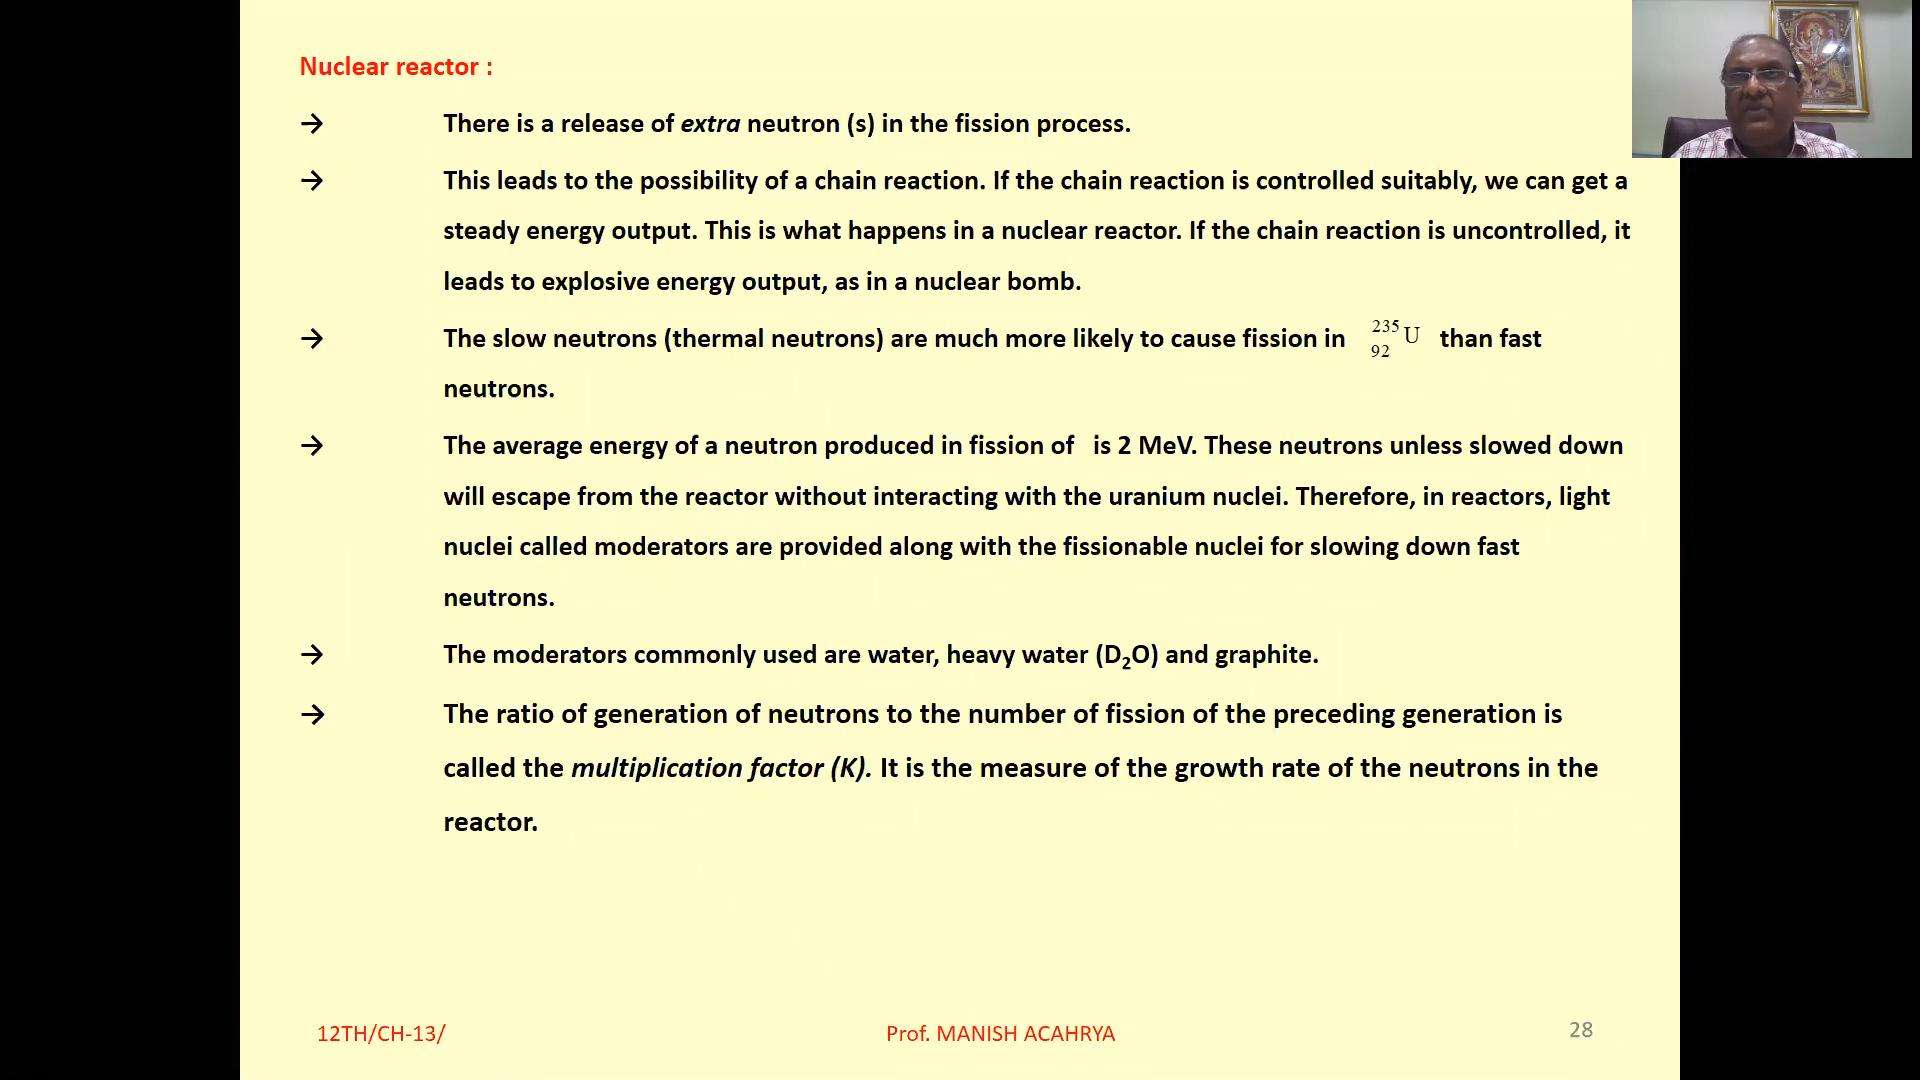 Nuclear reactor :
→ There is a release of extra neutron (s) in the fission process.
→ This leads to the possibility of a chain reaction. If the chain reaction is controlled suitably, we can get a
steady energy output. This is what happens in a nuclear reactor. If the chain reaction is uncontrolled, it
leads to explosive energy output, as in a nuclear bomb.
→ The slow neutrons (thermal neutrons) are much more likely to cause fission in ²³⁵₉₂U than fast
neutrons.
→ The average energy of a neutron produced in fission of is 2 MeV. These neutrons unless slowed down
will escape from the reactor without interacting with the uranium nuclei. Therefore, in reactors, light
nuclei called moderators are provided along with the fissionable nuclei for slowing down fast
neutrons.
→ The moderators commonly used are water, heavy water (D₂O) and graphite.
→ The ratio of generation of neutrons to the number of fission of the preceding generation is
called the multiplication factor (K). It is the measure of the growth rate of the neutrons in the
reactor.
12TH/CH-13/ Prof. MANISH ACAHRYA 28